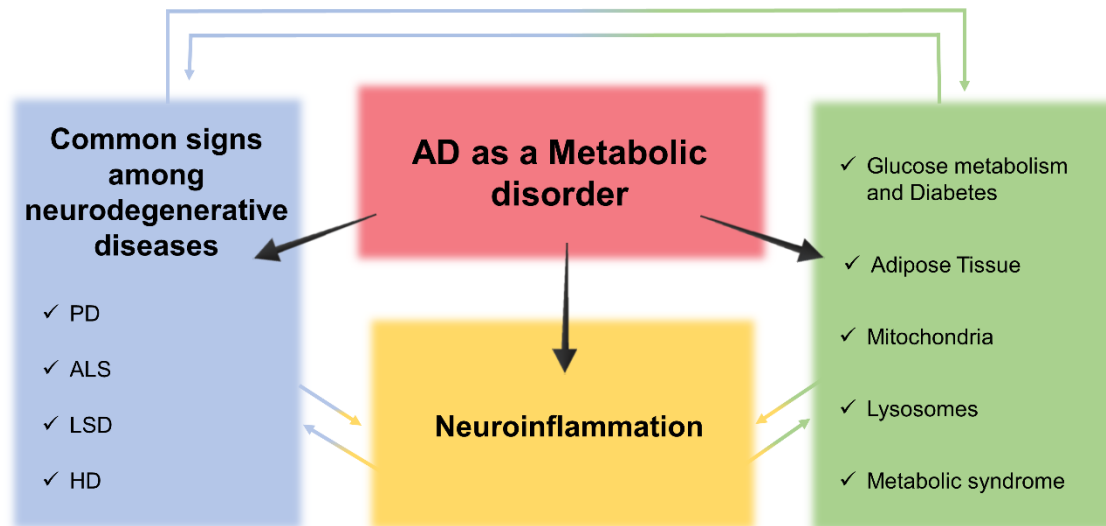 Common signs
among
neurodegenerative
diseases
✓ PD
✓ ALS
✓ LSD
✓ HD
AD as a Metabolic
disorder
Neuroinflammation
✓ Glucose metabolism
and Diabetes
✓ Adipose Tissue
✓ Mitochondria
✓ Lysosomes
✓ Metabolic syndrome